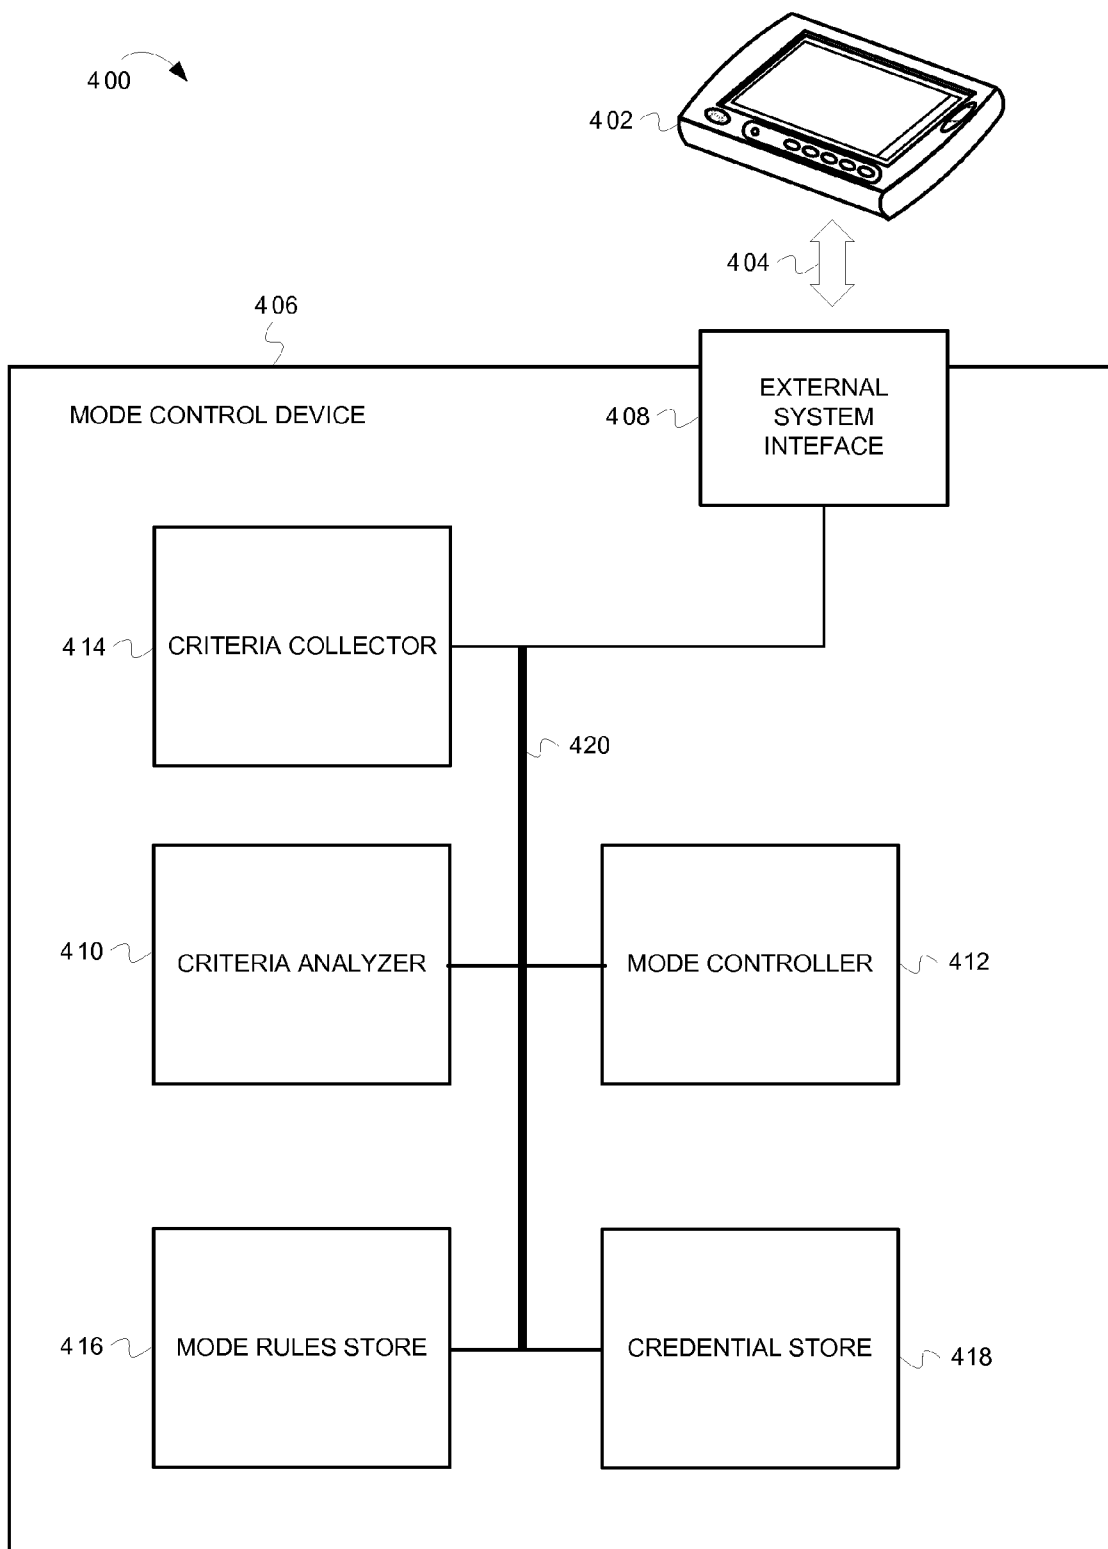 400
402
404
406
EXTERNAL
SYSTEM
INTEFACE
408
MODE CONTROL DEVICE
414
CRITERIA COLLECTOR
420
410
CRITERIA ANALYZER
MODE CONTROLLER
412
416
MODE RULES STORE
CREDENTIAL STORE
418